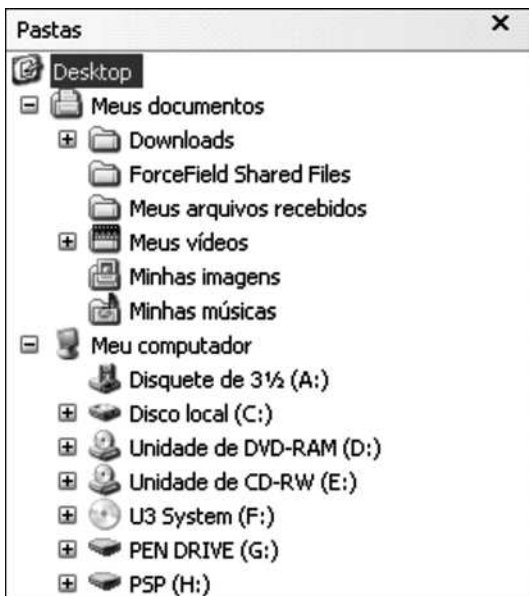 Pastas
Desktop
Meus documentos
Downloads
ForceField Shared Files
Meus arquivos recebidos
Meus vídeos
Minhas imagens
Minhas músicas
Meu computador
Disquete de 3½ (A:)
Disco local (C:)
Unidade de DVD-RAM (D:)
Unidade de CD-RW (E:)
U3 System (F:)
PEN DRIVE (G:)
PSP (H:)